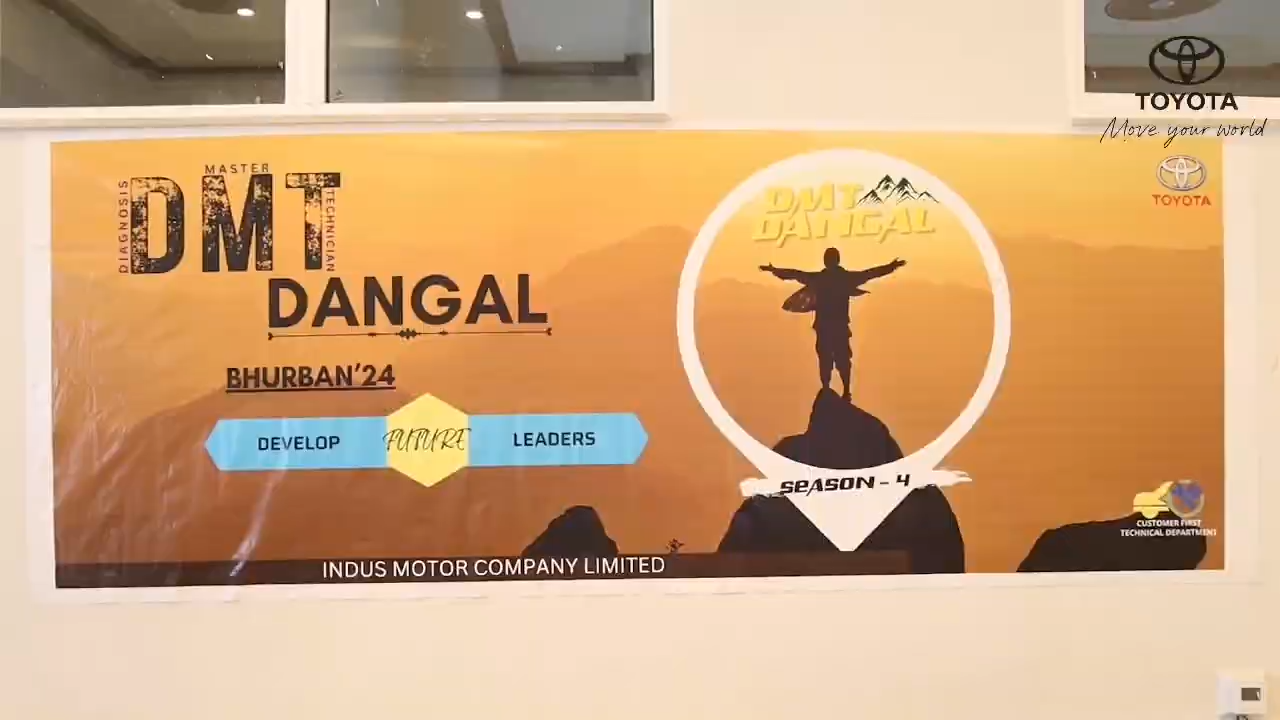 TOYOTA
Move your world
DIAGNOSIS
MASTER
DMT
TECHNICIAN
DANGAL
BHURBAN'24
DEVELOP FUTURE LEADERS
DMT
DANGAL
SEASON - 4
TOYOTA
CUSTOMER FIRST
TECHNICAL DEPARTMENT
INDUS MOTOR COMPANY LIMITED